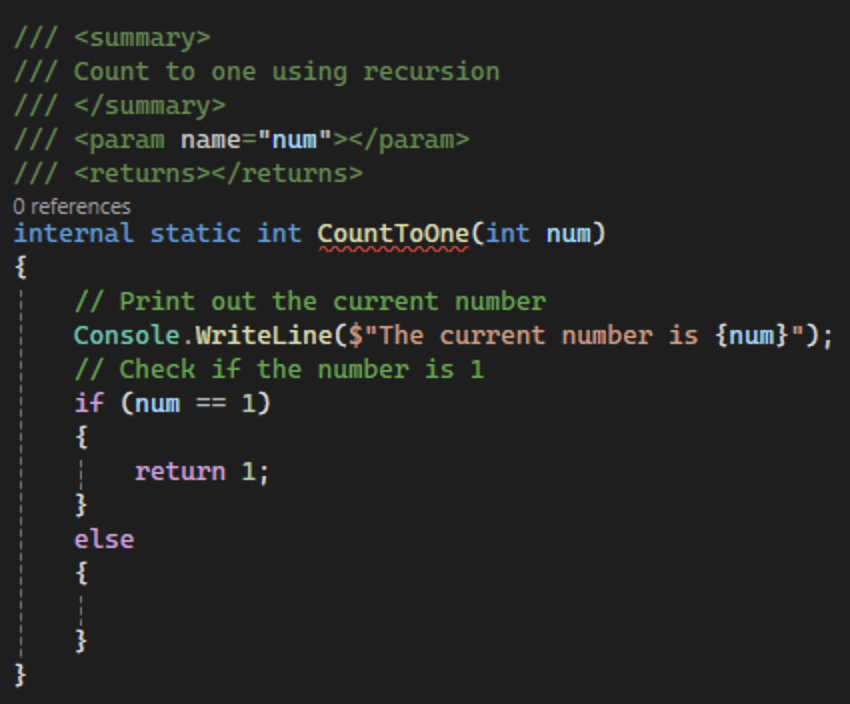 /// <summary>
/// Count to one using recursion
/// </summary>
/// <param name="num"></param>
/// <returns></returns>
0 references
internal static int CountToOne(int num)
{
    // Print out the current number
    Console.WriteLine($"The current number is {num}");
    // Check if the number is 1
    if (num == 1)
    {
        return 1;
    }
    else
    {

    }
}